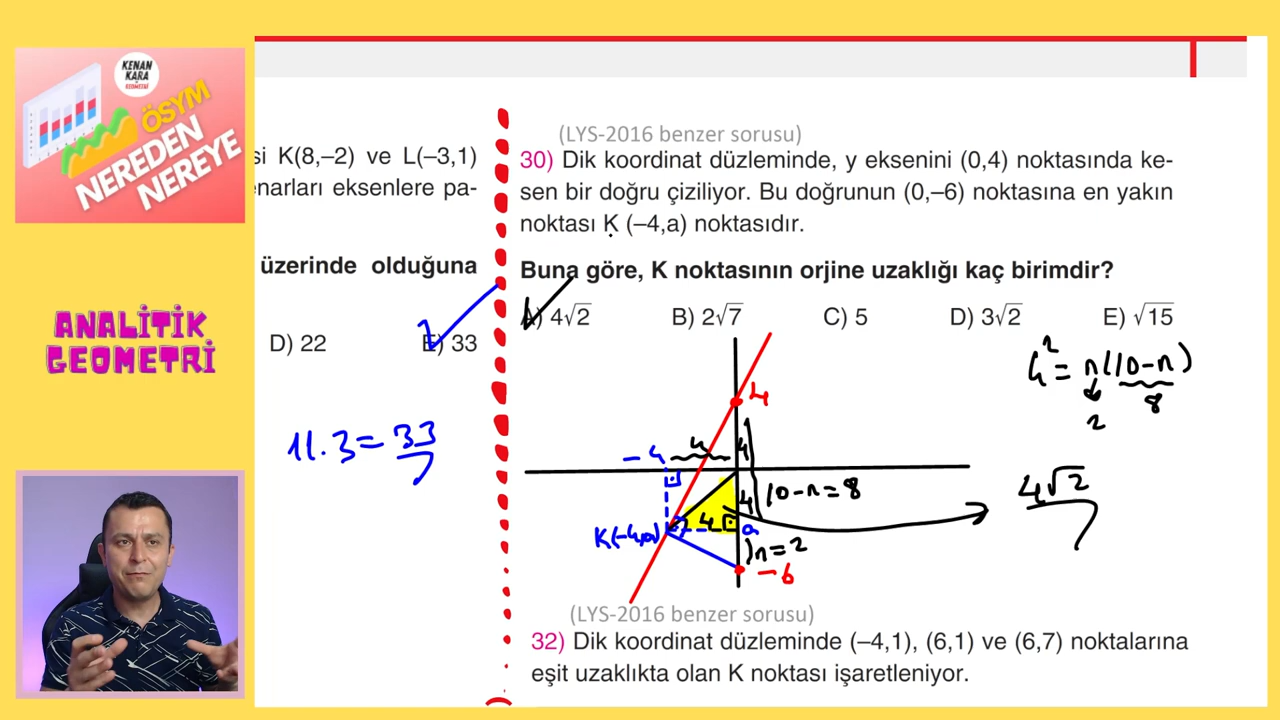 KENAN
KARA
GEOMETRİ
ÖSYM
NEREDEN
NEREYE
ANALİTİK
GEOMETRİ
si K(8,–2) ve L(–3,1)
enarları eksenlere pa-
üzerinde olduğuna
D) 22
E) 33
11.3=33
(LYS-2016 benzer sorusu)
30) Dik koordinat düzleminde, y eksenini (0,4) noktasında ke-
sen bir doğru çiziliyor. Bu doğrunun (0,–6) noktasına en yakın
noktası K (–4,a) noktasıdır.
Buna göre, K noktasının orjine uzaklığı kaç birimdir?
A) 4√2 B) 2√7 C) 5 D) 3√2 E) √15
4² = n(10-n)
2
8
4
-4
4
4
4
10-n=8
4√2
K(-4,a)
4
a
n=2
-6
(LYS-2016 benzer sorusu)
32) Dik koordinat düzleminde (–4,1), (6,1) ve (6,7) noktalarına
eşit uzaklıkta olan K noktası işaretleniyor.